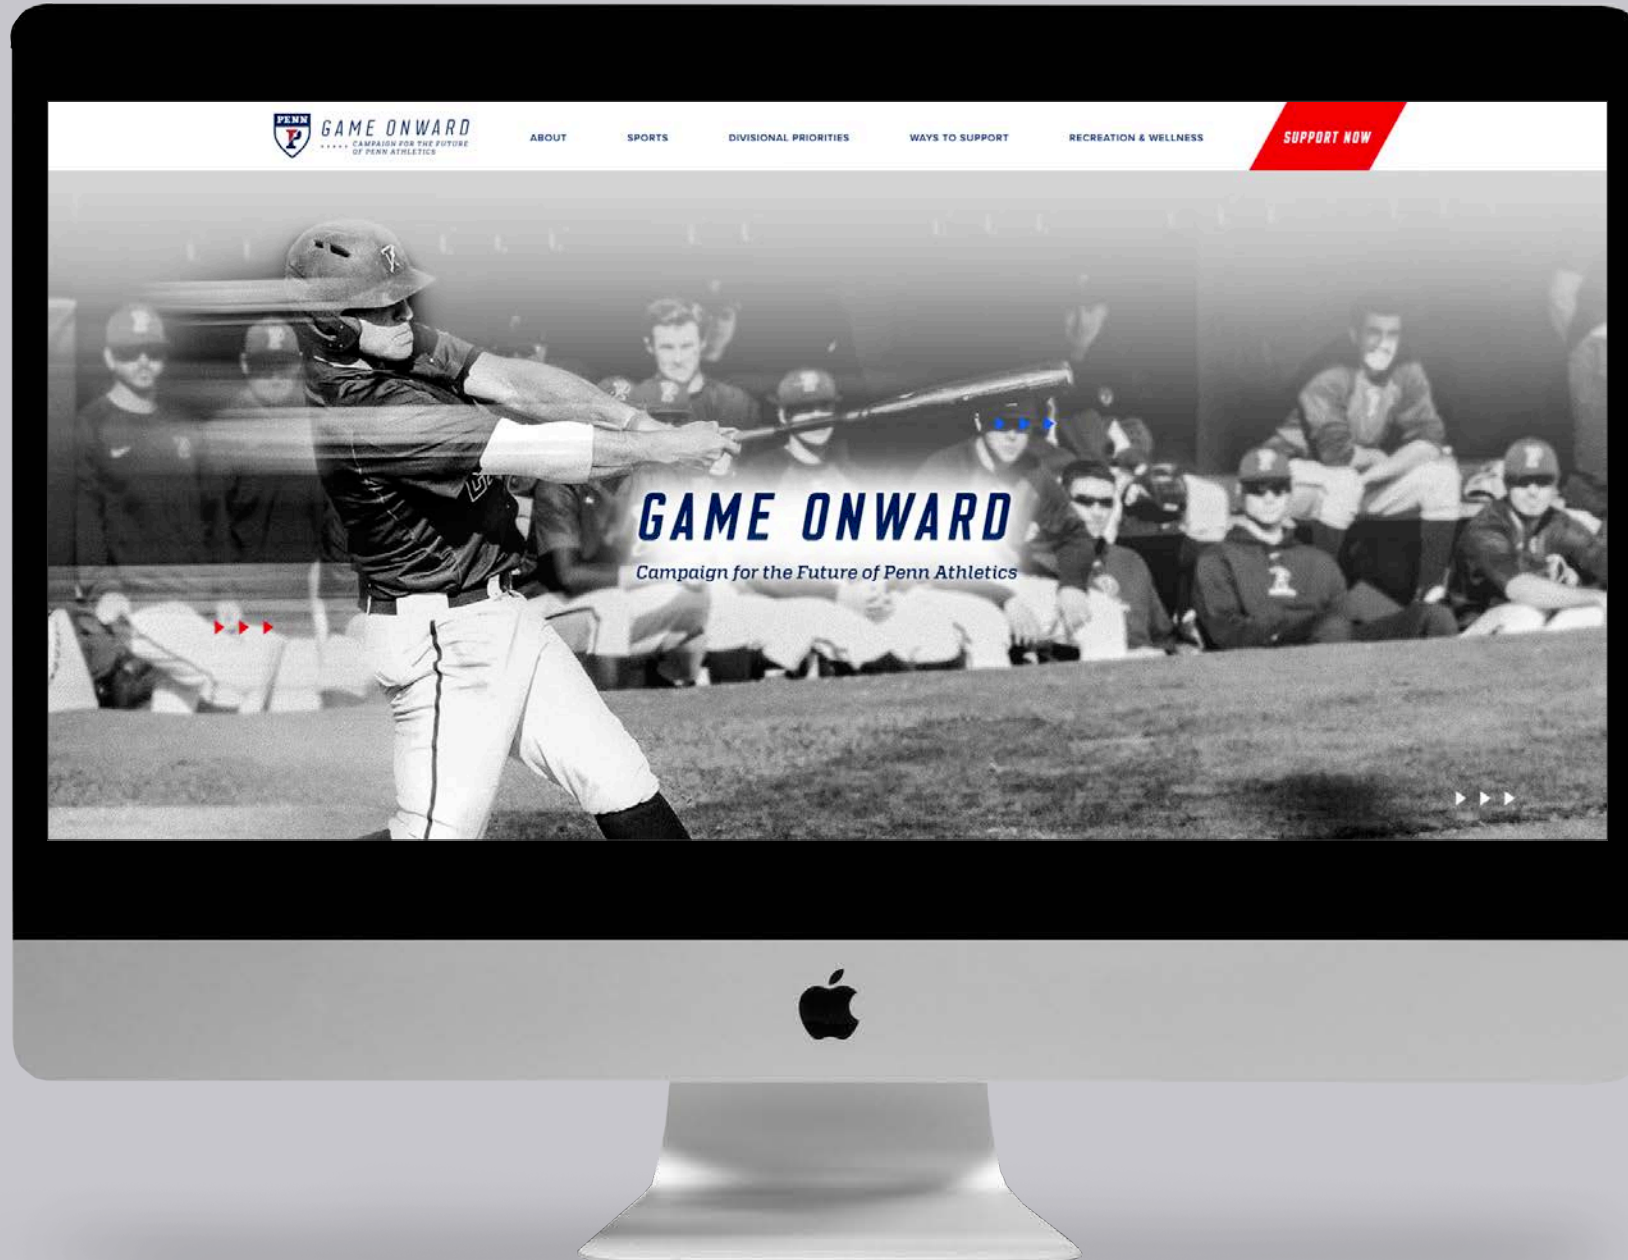 PENN
P
GAME ONWARD
CAMPAIGN FOR THE FUTURE
OF PENN ATHLETICS
ABOUT
SPORTS
DIVISIONAL PRIORITIES
WAYS TO SUPPORT
RECREATION & WELLNESS
SUPPORT NOW
GAME ONWARD
Campaign for the Future of Penn Athletics